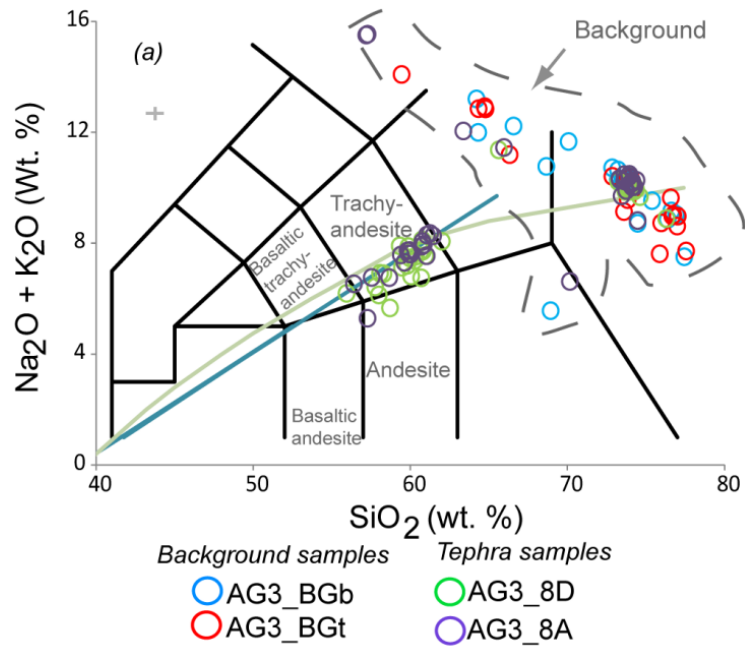 16
(a)
Background
12
Na2O + K2O (Wt. %)
Trachy-
andesite
8
Basaltic
trachy-
andesite
4
Andesite
Basaltic
andesite
0
40
50
60
70
80
SiO2 (wt. %)
Background samples
Tephra samples
AG3_BGb
AG3_8D
AG3_BGt
AG3_8A